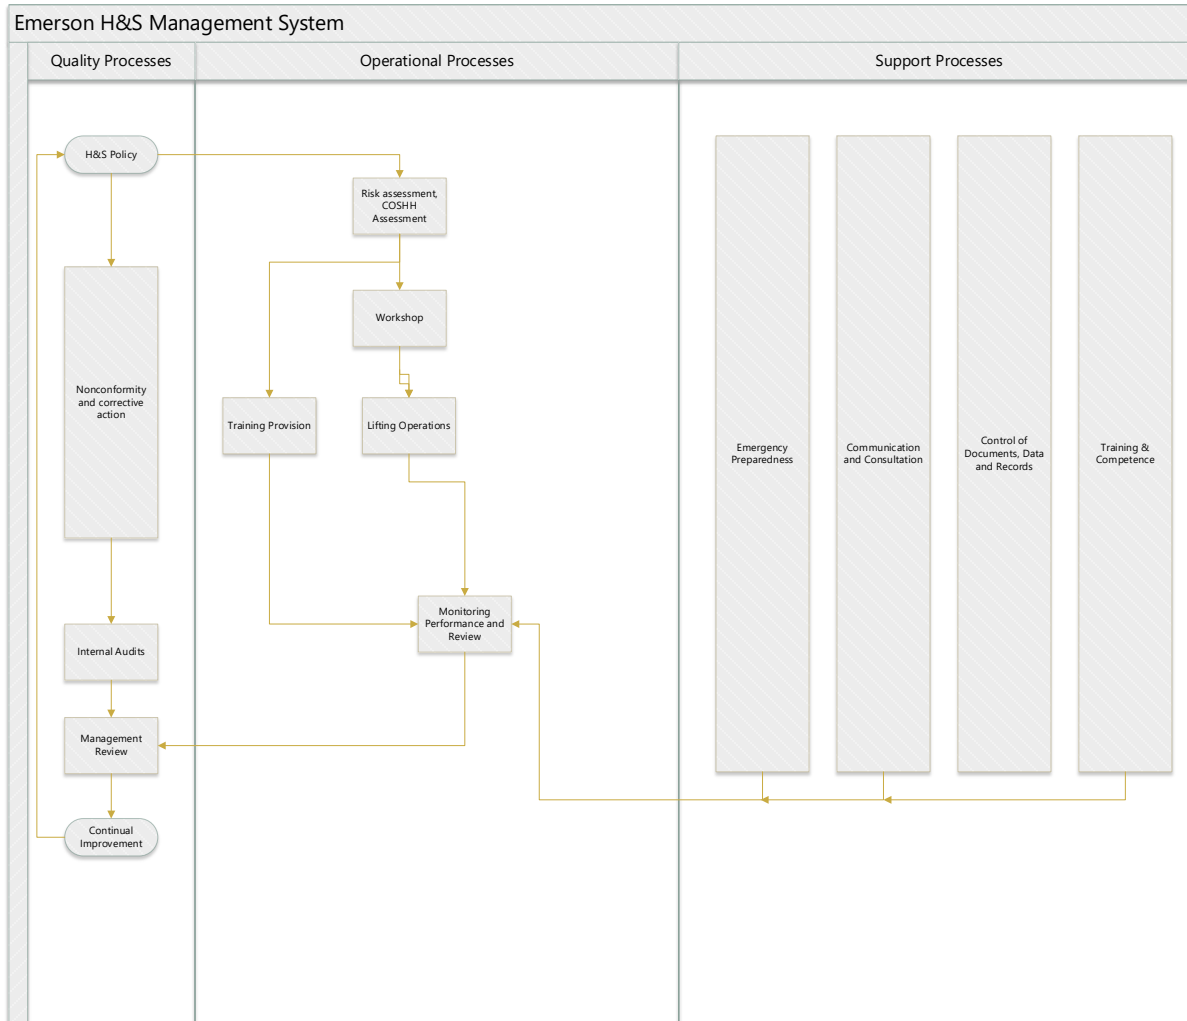 Emerson H&S Management System
Quality Processes
Operational Processes
Support Processes
H&S Policy
Risk assessment,
COSHH
Assessment
Workshop
Nonconformity
and corrective
action
Training Provision
Lifting Operations
Emergency
Preparedness
Communication
and Consultation
Control of
Documents, Data
and Records
Training &
Competence
Monitoring
Performance and
Review
Internal Audits
Management
Review
Continual
Improvement